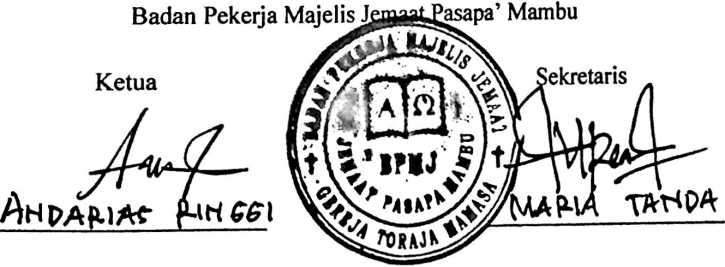 Badan Pekerja Majelis Jemaat Pasapa' Mambu
Ketua
Sekretaris
BADAN PEKERJA MAJELIS JEMAAT
GEREJA TORAJA MAMASA
JEMAAT PASAPA MAMBU
Α Ω
BPMJ
ANDARIAS RINGGI
MARIA TANDA